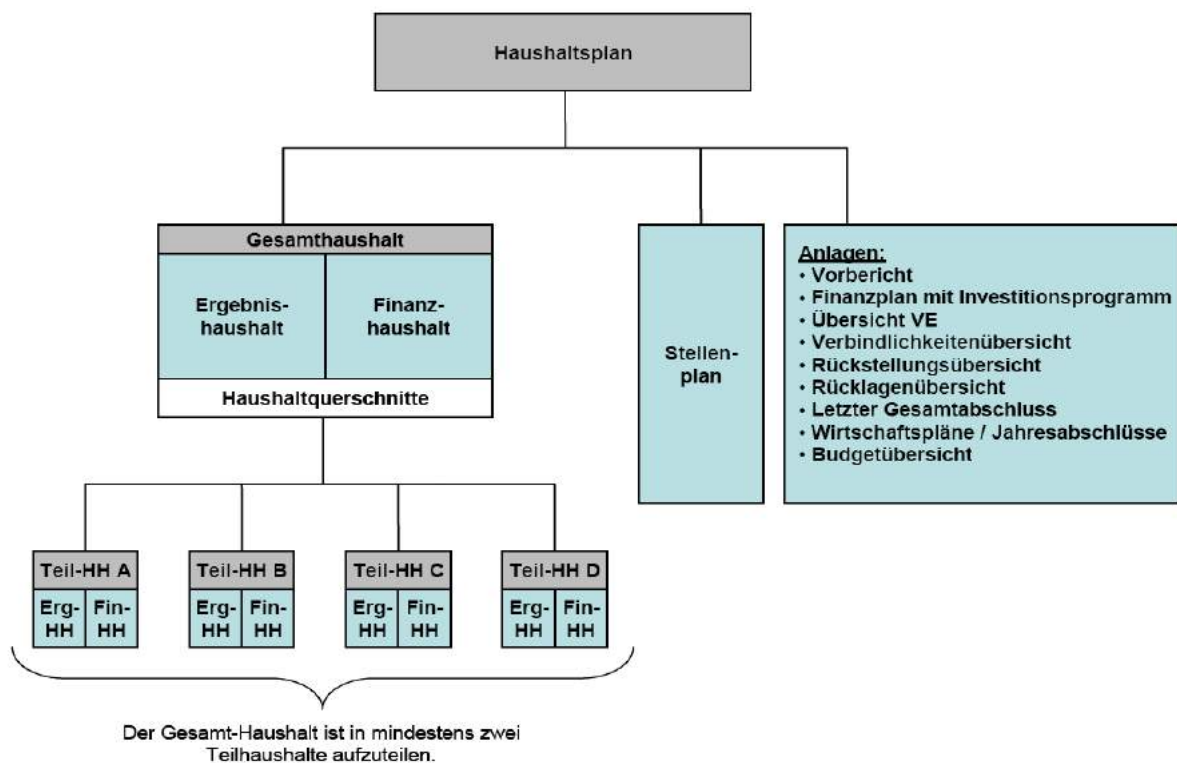 Haushaltsplan
Gesamthaushalt
Ergebnis-
haushalt
Finanz-
haushalt
Haushaltquerschnitte
Stellen-
plan
Anlagen:
• Vorbericht
• Finanzplan mit Investitionsprogramm
• Übersicht VE
• Verbindlichkeitenübersicht
• Rückstellungsübersicht
• Rücklagenübersicht
• Letzter Gesamtabschluss
• Wirtschaftspläne / Jahresabschlüsse
• Budgetübersicht
Teil-HH A
Erg-
HH
Fin-
HH
Teil-HH B
Erg-
HH
Fin-
HH
Teil-HH C
Erg-
HH
Fin-
HH
Teil-HH D
Erg-
HH
Fin-
HH
Der Gesamt-Haushalt ist in mindestens zwei
Teilhaushalte aufzuteilen.